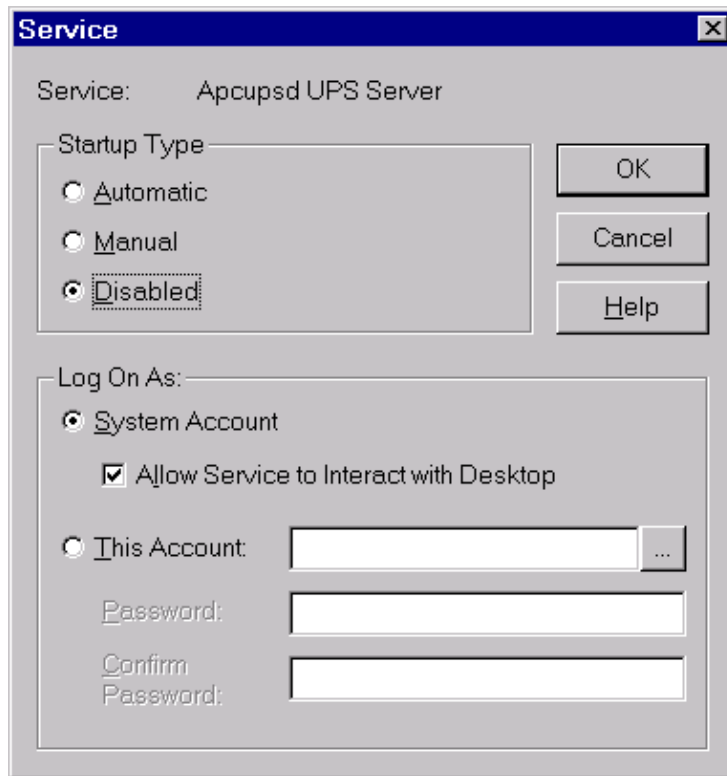 Service
Service: Apcupsd UPS Server
Startup Type
Automatic
Manual
Disabled
OK
Cancel
Help
Log On As:
System Account
Allow Service to Interact with Desktop
This Account:
...
Password:
Confirm
Password: